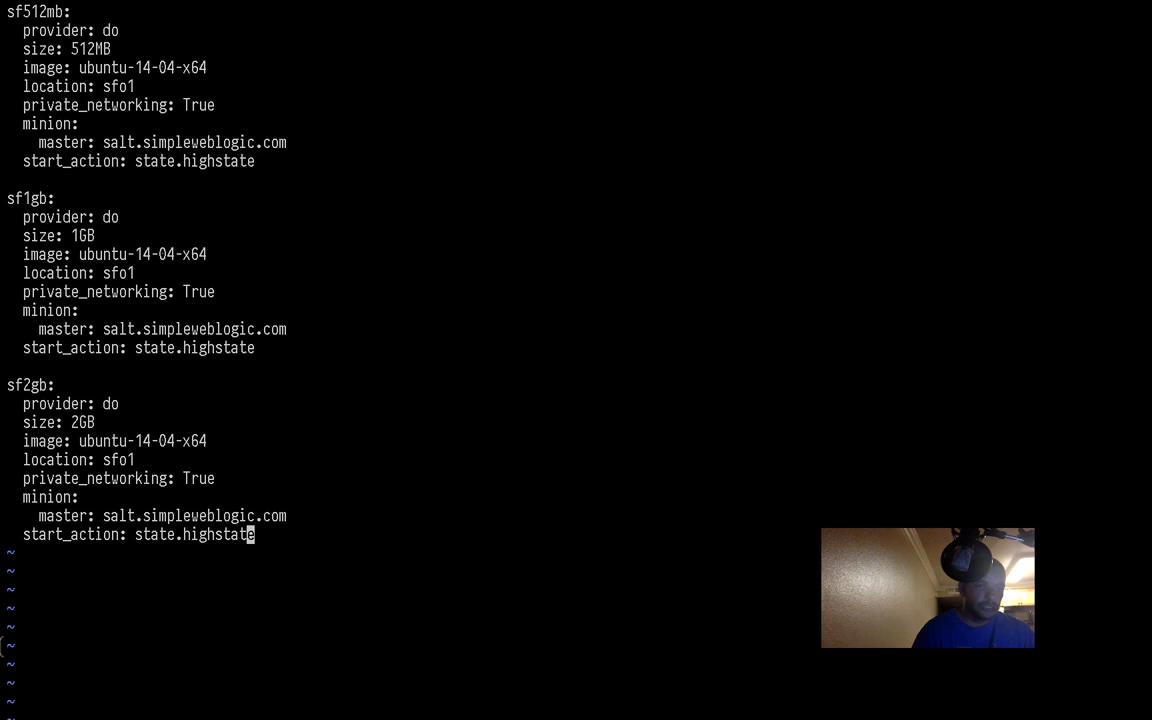 sf512mb:
  provider: do
  size: 512MB
  image: ubuntu-14-04-x64
  location: sfo1
  private_networking: True
  minion:
    master: salt.simpleweblogic.com
  start_action: state.highstate

sf1gb:
  provider: do
  size: 1GB
  image: ubuntu-14-04-x64
  location: sfo1
  private_networking: True
  minion:
    master: salt.simpleweblogic.com
  start_action: state.highstate

sf2gb:
  provider: do
  size: 2GB
  image: ubuntu-14-04-x64
  location: sfo1
  private_networking: True
  minion:
    master: salt.simpleweblogic.com
  start_action: state.highstate
~
~
~
~
~
~
~
~
~
~